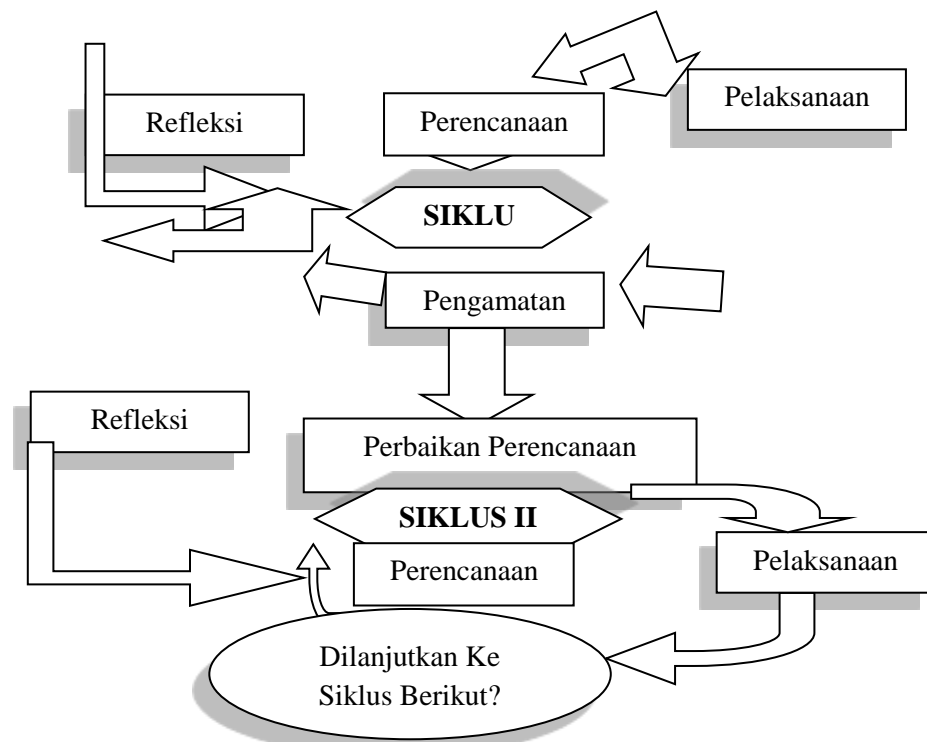 Pelaksanaan
Refleksi
Perencanaan
SIKLU
Pengamatan
Refleksi
Perbaikan Perencanaan
SIKLUS II
Perencanaan
Pelaksanaan
Dilanjutkan Ke
Siklus Berikut?